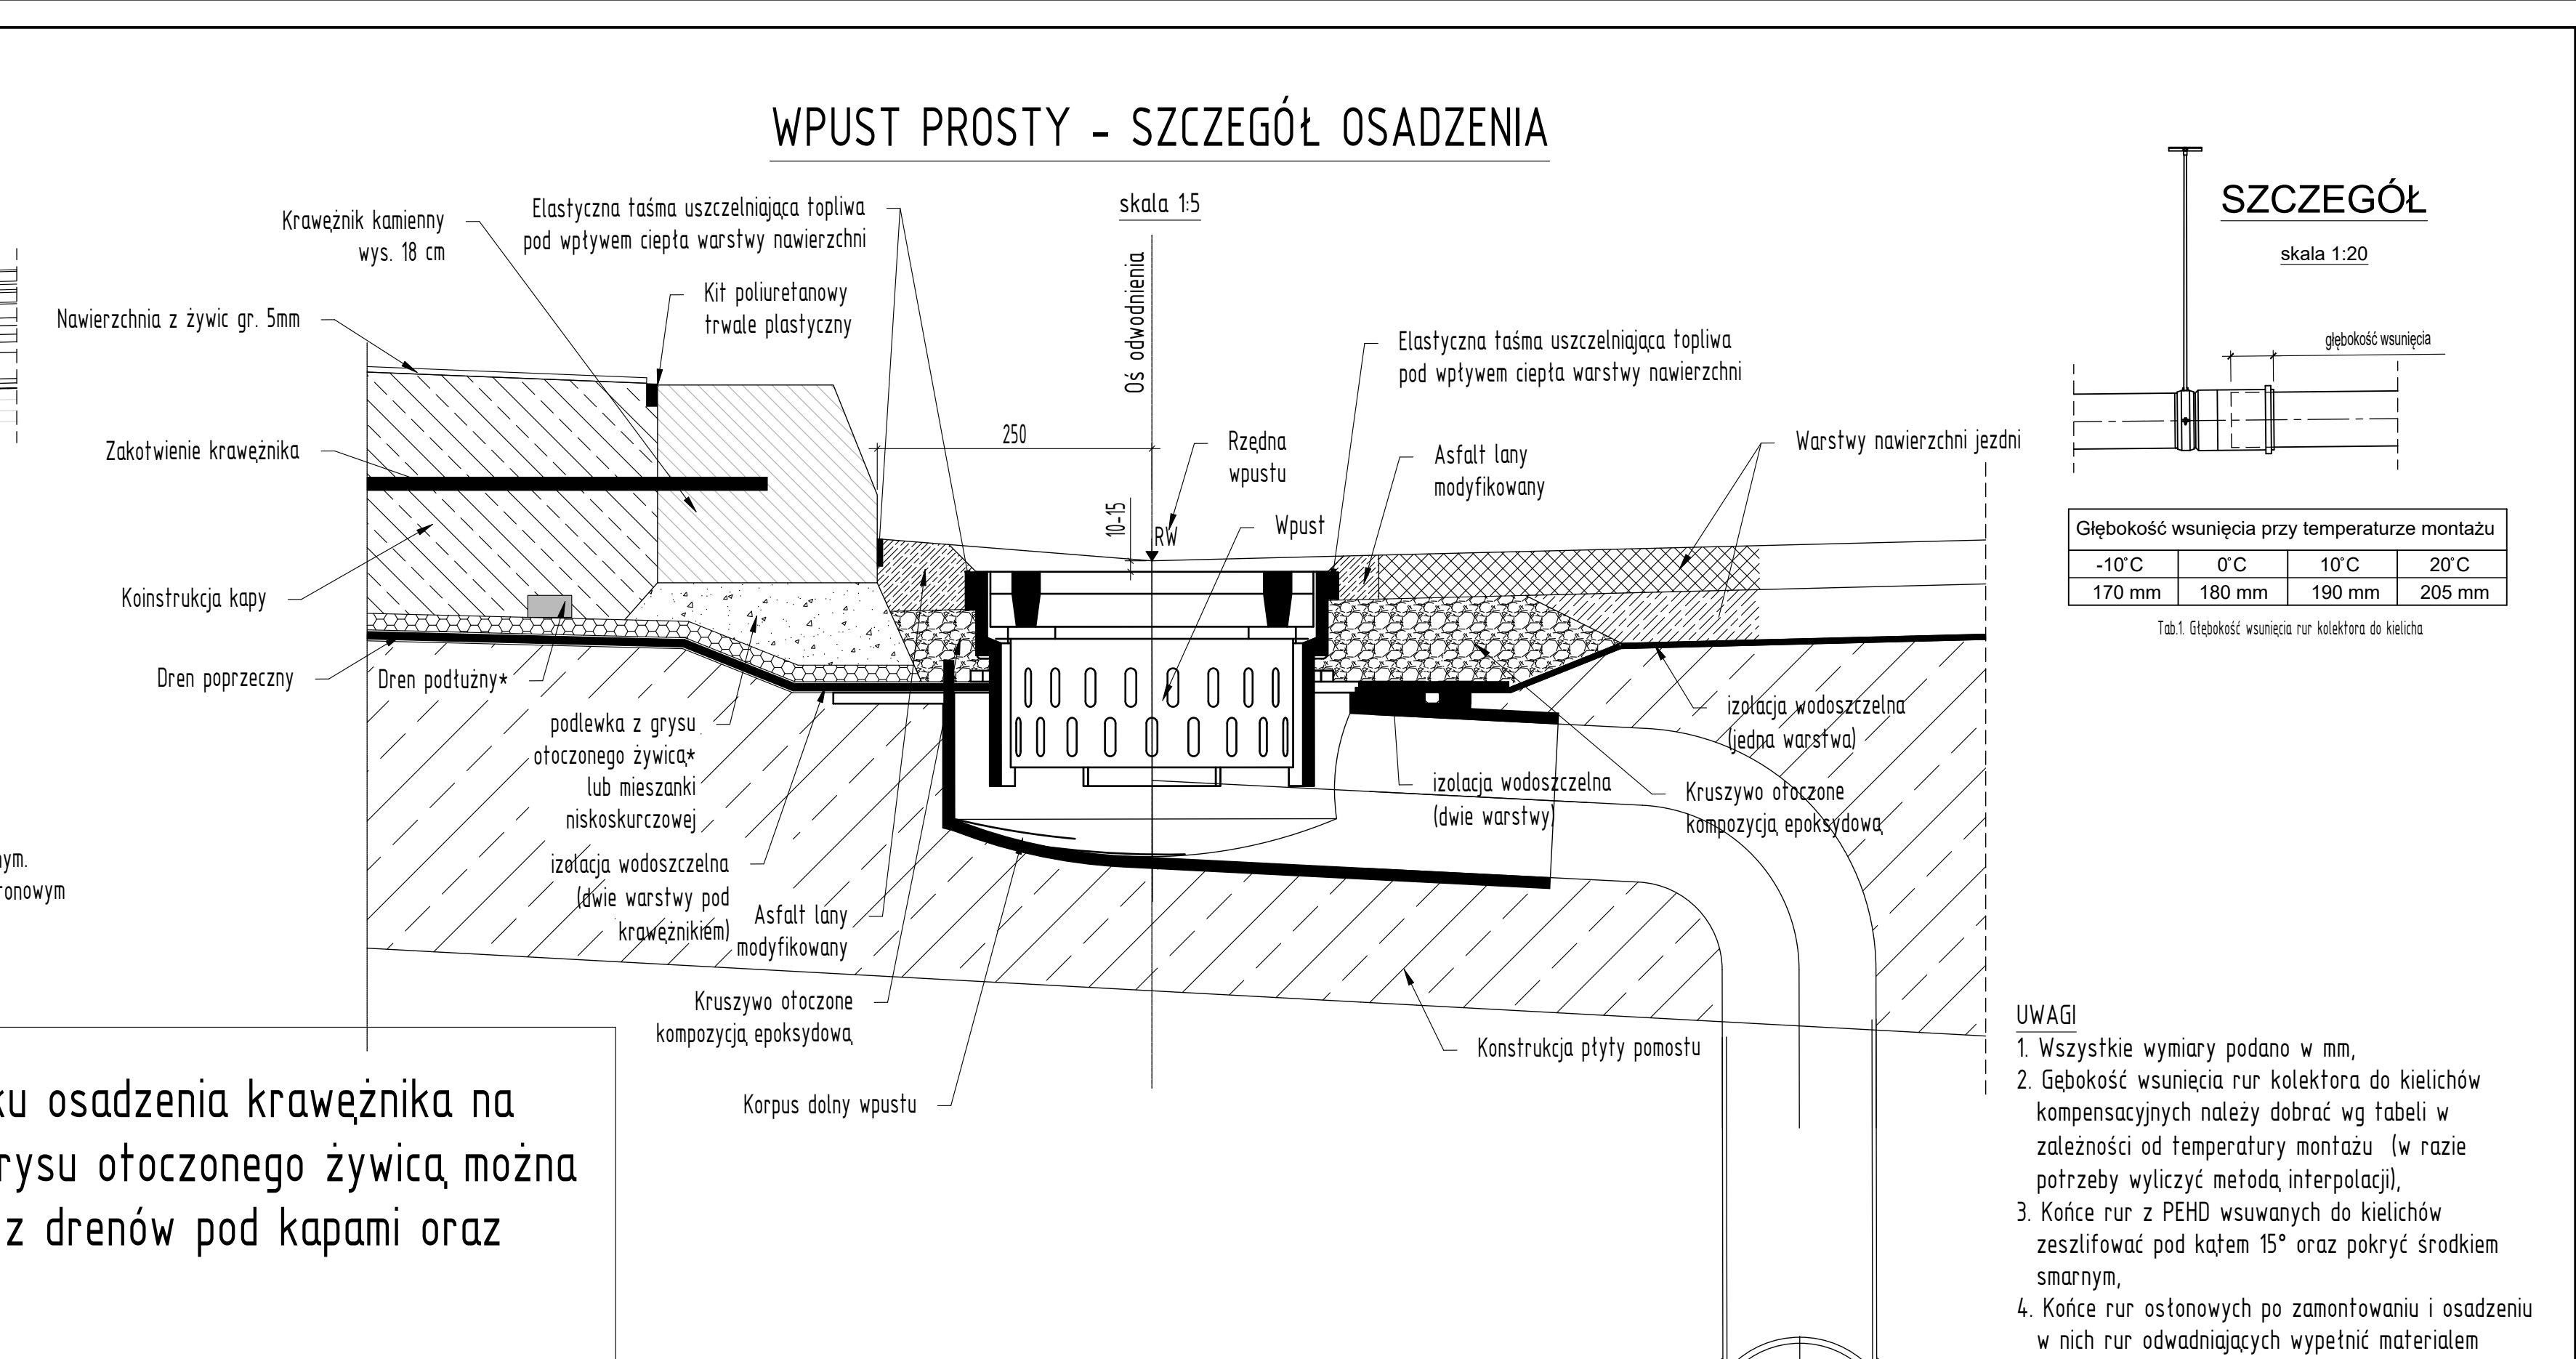 WPUST PROSTY - SZCZEGÓŁ OSADZENIA
skala 1:5
Krawężnik kamienny
wys. 18 cm
Elastyczna taśma uszczelniająca topliwa
pod wpływem ciepła warstwy nawierzchni
Kit poliuretanowy
trwale plastyczny
Nawierzchnia z żywic gr. 5mm
Zakotwienie krawężnika
Koinstrukcja kapy
Dren poprzeczny
Dren podłużny*
podlewka z grysu
otoczonego żywicą*
lub mieszanki
niskoskurczowej
izolacja wodoszczelna
(dwie warstwy pod
krawężnikiem)
Asfalt lany
modyfikowany
Kruszywo otoczone
kompozycją epoksydową
Korpus dolny wpustu
Oś odwodnienia
250
10-15
RW
Rzędna
wpustu
Wpust
Elastyczna taśma uszczelniająca topliwa
pod wpływem ciepła warstwy nawierzchni
Asfalt lany
modyfikowany
Warstwy nawierzchni jezdni
izolacja wodoszczelna
(jedna warstwa)
izolacja wodoszczelna
(dwie warstwy)
Kruszywo otoczone
kompozycją epoksydową
Konstrukcja płyty pomostu
SZCZEGÓŁ
skala 1:20
głębokość wsunięcia
Głębokość wsunięcia przy temperaturze montażu
-10°C 0°C 10°C 20°C
170 mm 180 mm 190 mm 205 mm
Tab.1. Głębokość wsunięcia rur kolektora do kielicha
UWAGI
1. Wszystkie wymiary podano w mm,
2. Gębokość wsunięcia rur kolektora do kielichów
kompensacyjnych należy dobrać wg tabeli w
zależności od temperatury montażu (w razie
potrzeby wyliczyć metodą interpolacji),
3. Końce rur z PEHD wsuwanych do kielichów
zeszlifować pod kątem 15° oraz pokryć środkiem
smarnym,
4. Końce rur osłonowych po zamontowaniu i osadzeniu
w nich rur odwadniających wypełnić materialem
ym.
tonowym
ku osadzenia krawężnika na
rysu otoczonego żywicą można
z drenów pod kapami oraz